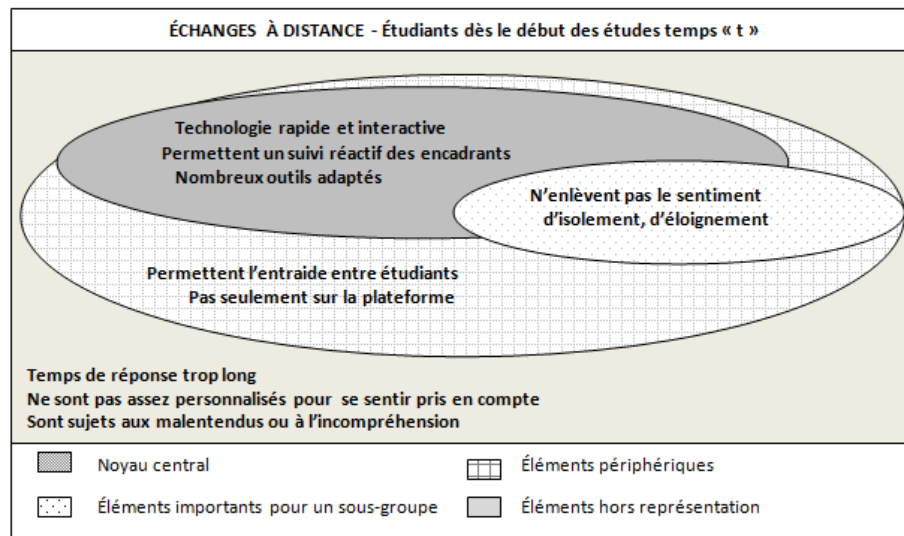 ÉCHANGES À DISTANCE - Étudiants dès le début des études temps « t »
Technologie rapide et interactive
Permettent un suivi réactif des encadrants
Nombreux outils adaptés
N’enlèvent pas le sentiment
d’isolement, d’éloignement
Permettent l’entraide entre étudiants
Pas seulement sur la plateforme
Temps de réponse trop long
Ne sont pas assez personnalisés pour se sentir pris en compte
Sont sujets aux malentendus ou à l’incompréhension
Noyau central
Éléments périphériques
Éléments importants pour un sous-groupe
Éléments hors représentation